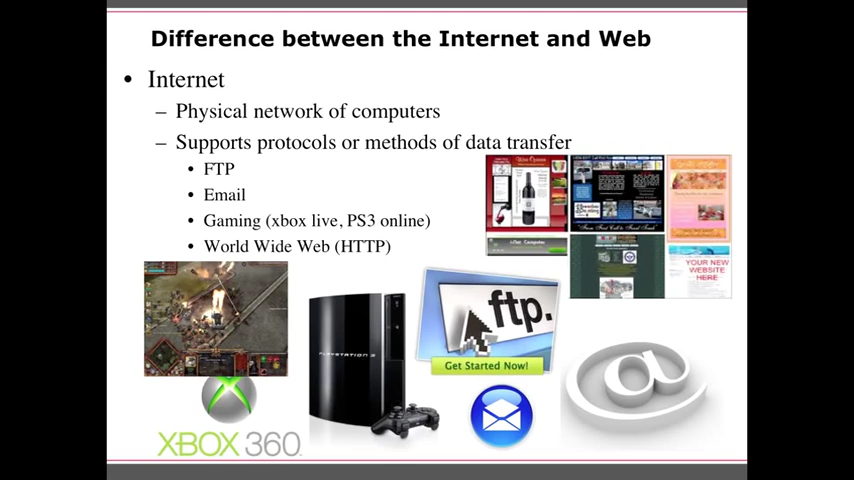 Difference between the Internet and Web
• Internet
– Physical network of computers
– Supports protocols or methods of data transfer
• FTP
• Email
• Gaming (xbox live, PS3 online)
• World Wide Web (HTTP)
YOUR NEW
WEBSITE
HERE
PLAYSTATION 3
ftp.
Get Started Now!
@
XBOX 360